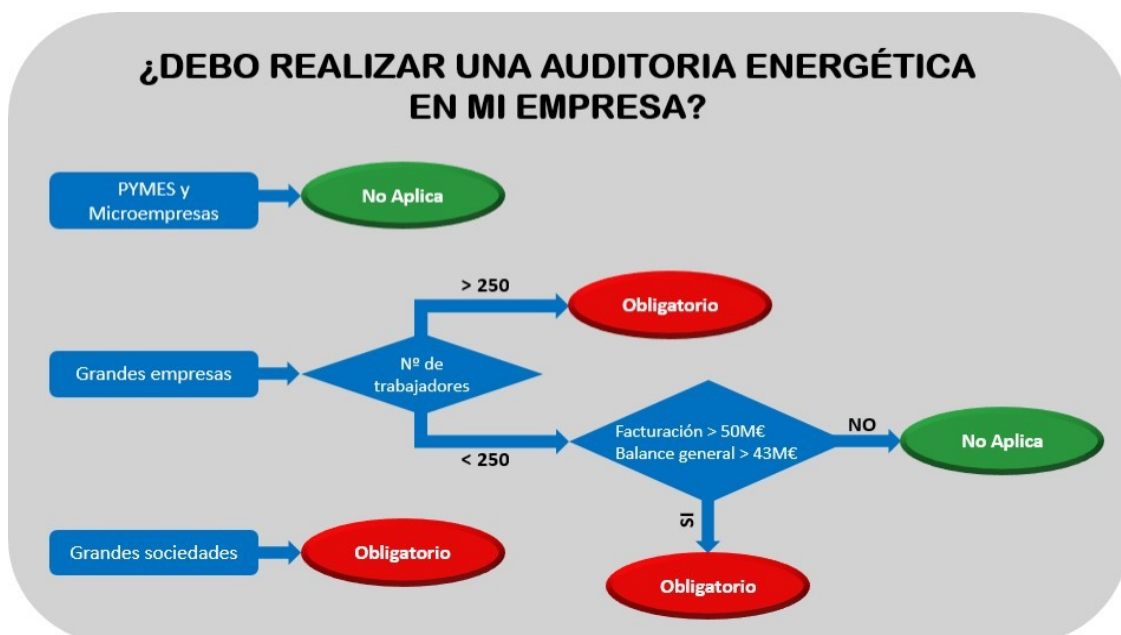 ¿DEBO REALIZAR UNA AUDITORIA ENERGÉTICA
EN MI EMPRESA?
PYMES y
Microempresas
No Aplica
> 250
Obligatorio
Grandes empresas
Nº de
trabajadores
< 250
Facturación > 50M€
Balance general > 43M€
NO
No Aplica
SI
Grandes sociedades
Obligatorio
Obligatorio